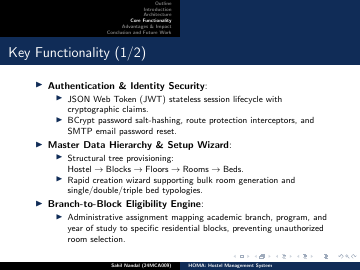 Outline
Introduction
Architecture
Core Functionality
Advantages & Impact
Conclusion and Future Work
Key Functionality (1/2)
Authentication & Identity Security:
JSON Web Token (JWT) stateless session lifecycle with
cryptographic claims.
BCrypt password salt-hashing, route protection interceptors, and
SMTP email password reset.
Master Data Hierarchy & Setup Wizard:
Structural tree provisioning:
Hostel → Blocks → Floors → Rooms → Beds.
Rapid creation wizard supporting bulk room generation and
single/double/triple bed typologies.
Branch-to-Block Eligibility Engine:
Administrative assignment mapping academic branch, program, and
year of study to specific residential blocks, preventing unauthorized
room selection.
Sahil Nandal (24MCA009) HOMA: Hostel Management System